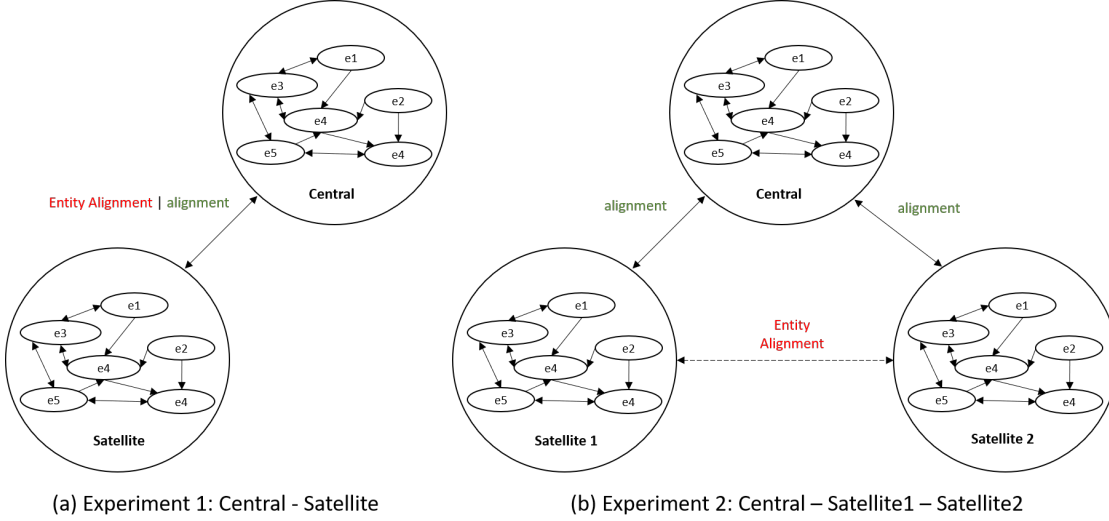 e1
e3
e2
e4
e5
e4
Central
Entity Alignment | alignment
e1
e3
e2
e4
e5
e4
Satellite
(a) Experiment 1: Central - Satellite
e1
e3
e2
e4
e5
e4
Central
alignment
alignment
e1
e3
e2
e4
e5
e4
Satellite 1
Entity
Alignment
e1
e3
e2
e4
e5
e4
Satellite 2
(b) Experiment 2: Central – Satellite1 – Satellite2